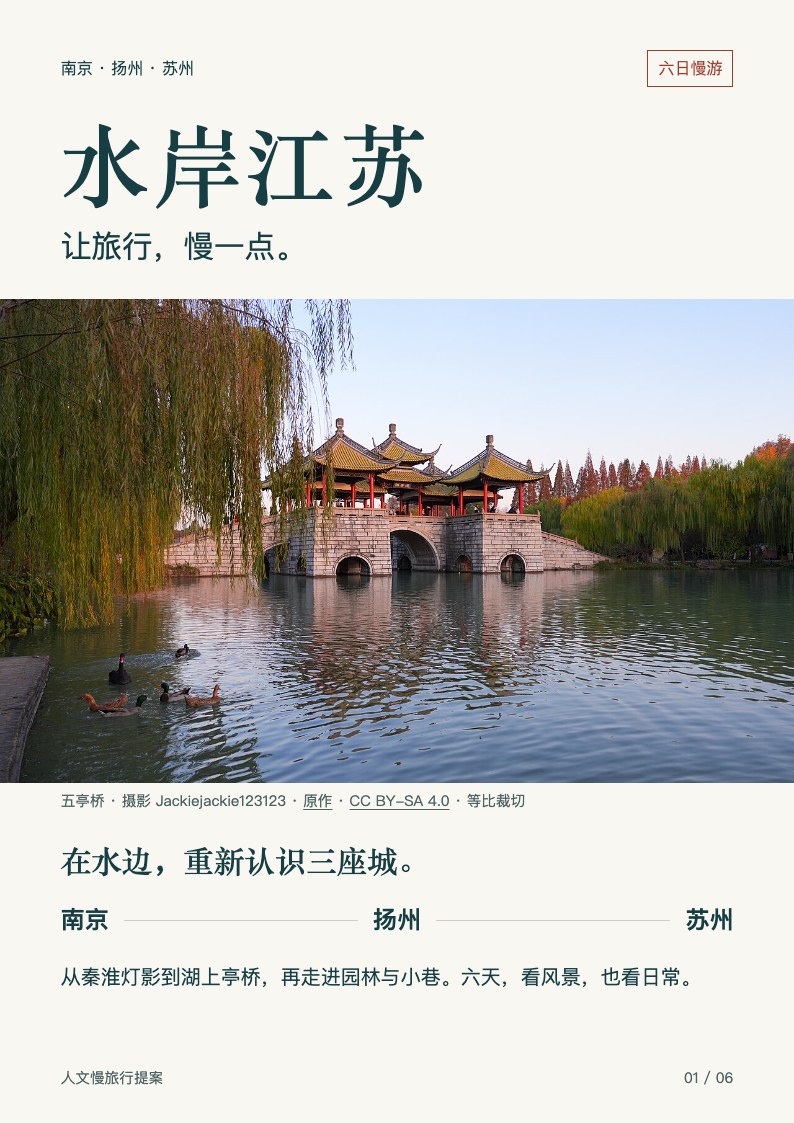 南京 · 扬州 · 苏州
六日慢游
水岸江苏
让旅行，慢一点。
五亭桥 · 摄影 Jackiejackie123123 · 原作 · CC BY–SA 4.0 · 等比裁切
在水边，重新认识三座城。
南京 扬州 苏州
从秦淮灯影到湖上亭桥，再走进园林与小巷。六天，看风景，也看日常。
人文慢旅行提案
01 / 06